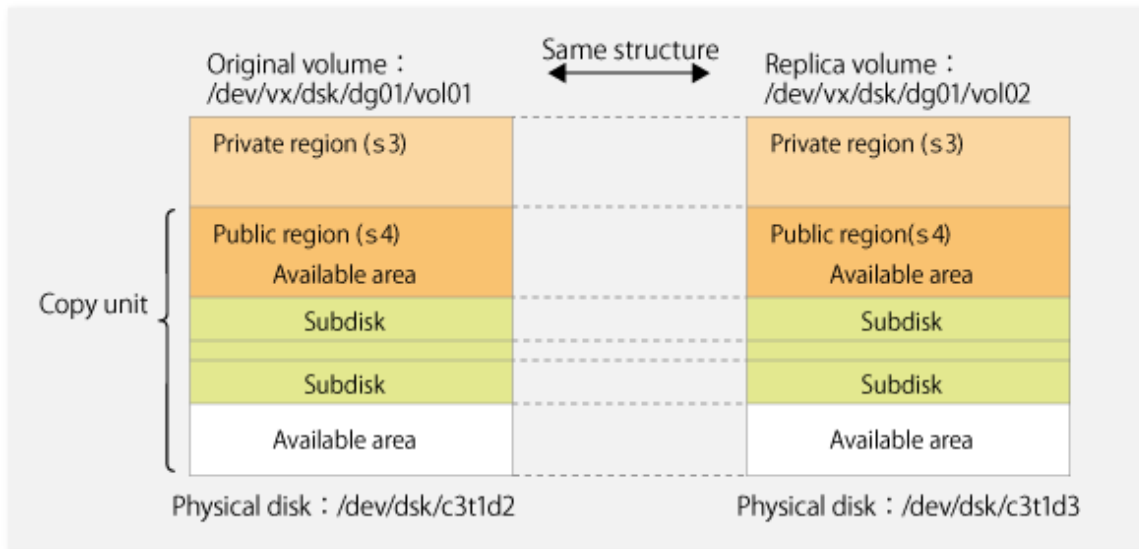 Original volume：
/dev/vx/dsk/dg01/vol01
Same structure
Replica volume：
/dev/vx/dsk/dg01/vol02
Private region (s3)
Private region (s3)
Public region (s4)
Available area
Public region(s4)
Available area
Copy unit
Subdisk
Subdisk
Subdisk
Subdisk
Available area
Available area
Physical disk：/dev/dsk/c3t1d2
Physical disk：/dev/dsk/c3t1d3